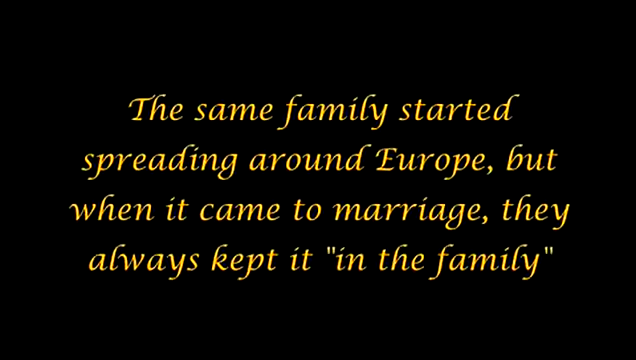 The same family started
spreading around Europe, but
when it came to marriage, they
always kept it "in the family"